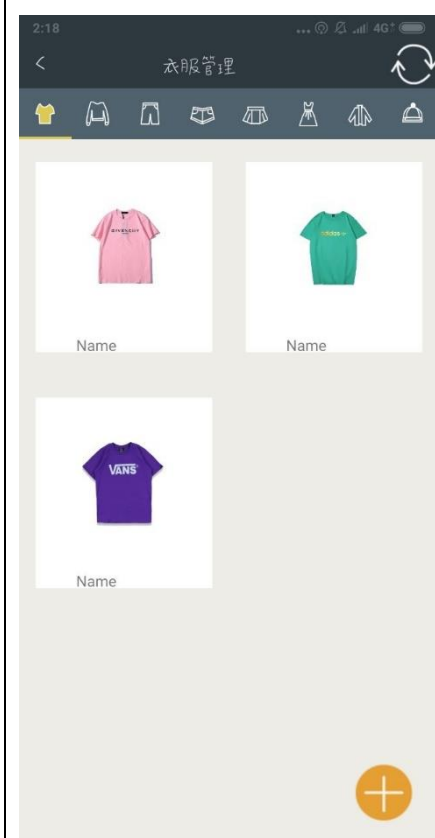 2:18 ... 4G
衣服管理
GIVENCHY
adidas
Name
Name
VANS
Name